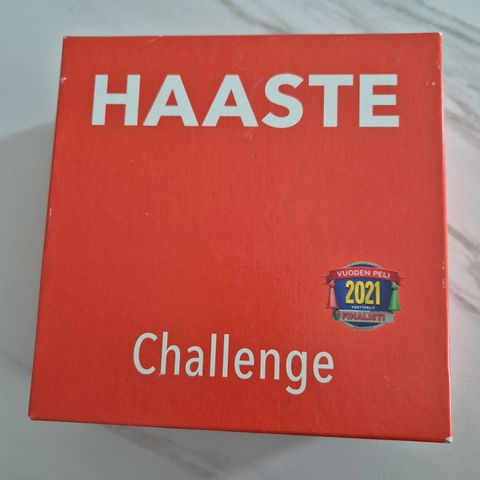 HAASTE
VUODEN PELI
2021
PARTYPELIT
FINALISTI
Challenge